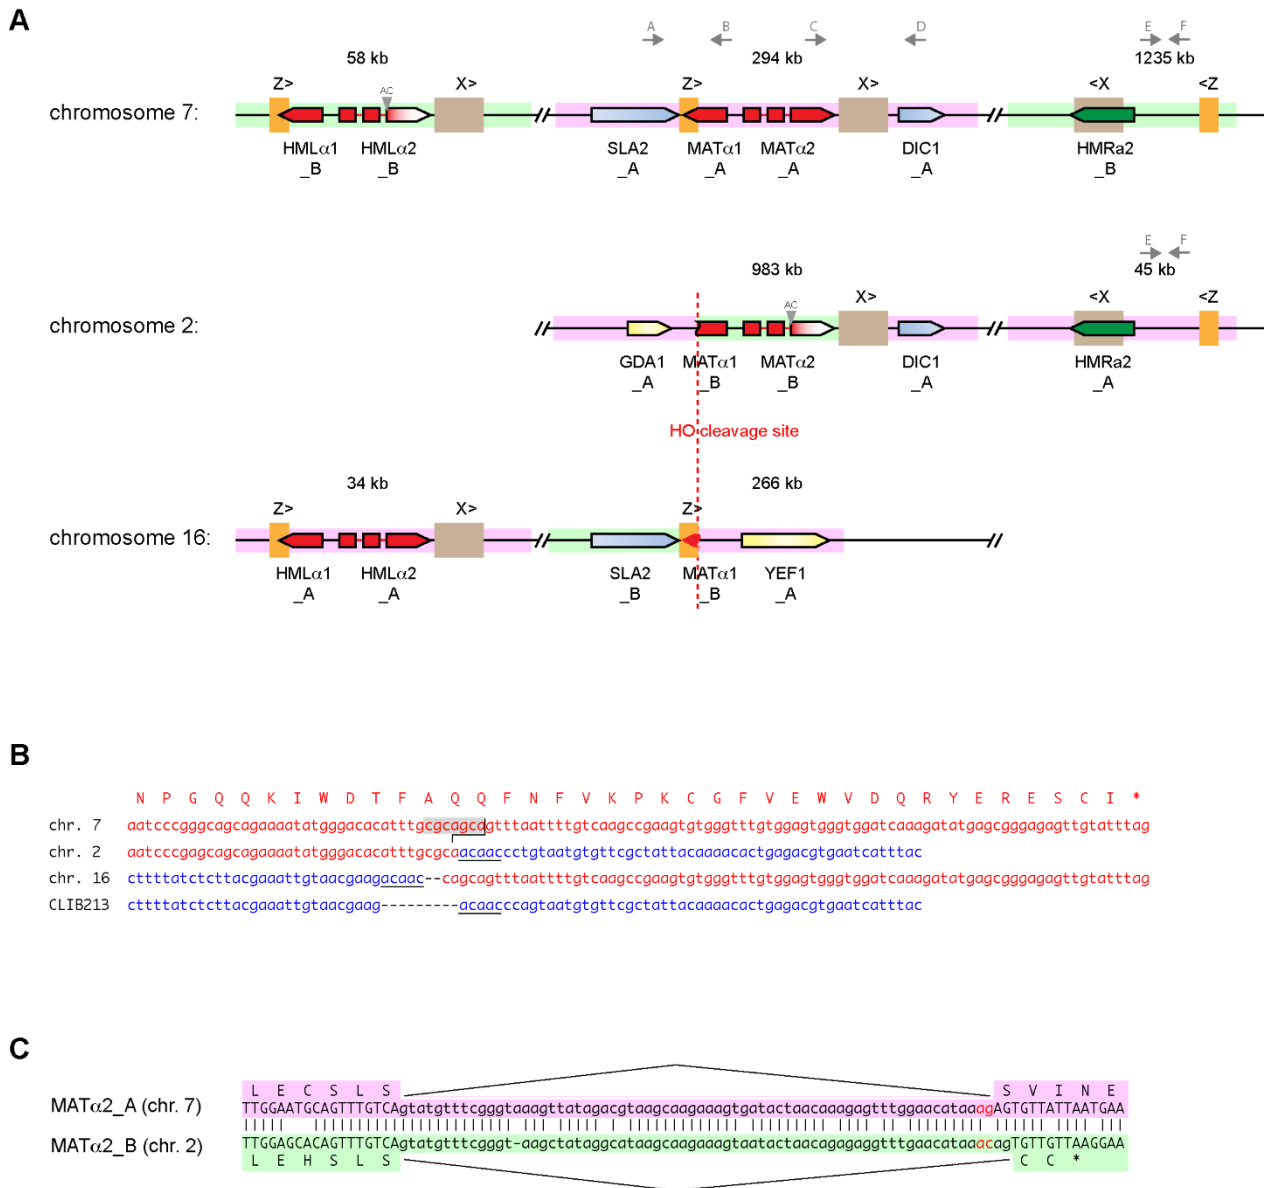 A
A B C D E F
58 kb 294 kb 1235 kb
Z> AC X> Z> X> <X <Z
chromosome 7:
HMLα1 HMLα2 SLA2 MATα1 MATα2 DIC1 HMRa2
_B _B _A _A _A _A _B
E F
983 kb 45 kb
AC X> <X <Z
chromosome 2:
GDA1 MATα1 MATα2 DIC1 HMRa2
_A _B _B _A _A
HO cleavage site
34 kb 266 kb
Z> X> Z>
chromosome 16:
HMLα1 HMLα2 SLA2 MATα1 YEF1
_A _A _B _B _A
B
N P G Q Q K I W D T F A Q Q F N F V K P K C G F V E W V D Q R Y E R E S C I *
chr. 7 aatcccgggcagcagaaaatatgggacacatttgcgcagcagtttaattttgtcaagccgaagtgtgggtttgtggagtgggtggatcaaagatatgagcgggagagttgtatttag
chr. 2 aatcccgagcagcagaaaatatgggacacatttgcgcaacaaccctgtaatgtgttcgctattacaaaacactgagacgtgaatcatttac
chr. 16 cttttatctcttacgaaattgtaacgaagacaac--cagcagtttaattttgtcaagccgaagtgtgggtttgtggagtgggtggatcaaagatatgagcgggagagttgtatttag
CLIB213 cttttatctcttacgaaattgtaacgaag---------acaacccagtaatgtgttcgctattacaaaacactgagacgtgaatcatttac
C
L E C S L S S V I N E
MATα2_A (chr. 7) TTGGAATGCAGTTTGTCAgtatgtttcgggtaaagttatagacgtaagcaagaaagtgatactaacaaagagtttggaacataaagAGTGTTATTAATGAA
MATα2_B (chr. 2) TTGGAGCACAGTTTGTCAgtatgtttcgggt-aagctataggcataagcaagaaagtaatactaacagagaggtttgaacataaacagTGTTGTTAAGGAA
L E H S L S C C *